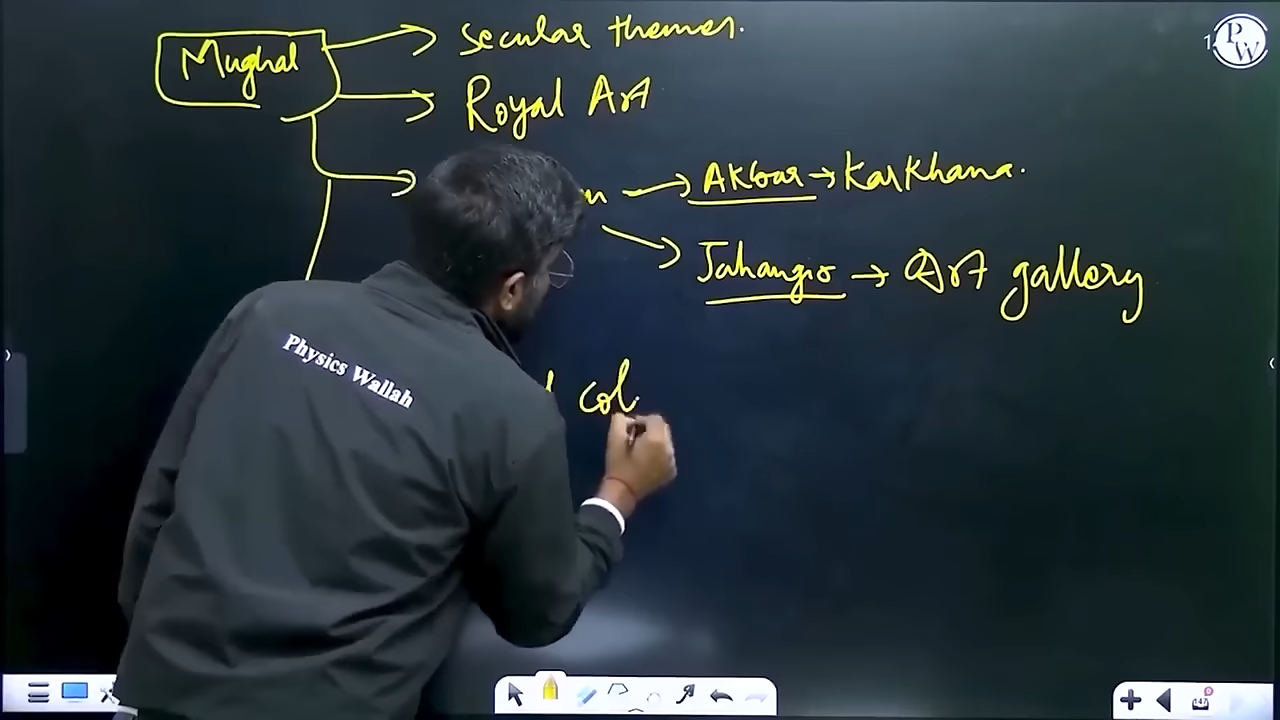 Mughal
secular themes.
Royal Art
Akbar → Karkhana.
Jahangir → Art gallery
col
Physics Wallah
PW